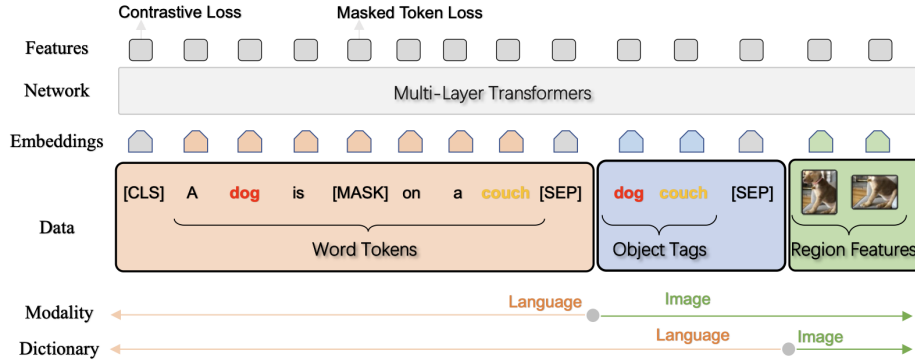 Contrastive Loss Masked Token Loss
Features
Network Multi-Layer Transformers
Embeddings
[CLS] A dog is [MASK] on a couch [SEP] dog couch [SEP]
Data
Word Tokens Object Tags Region Features
Modality Language Image
Dictionary Language Image